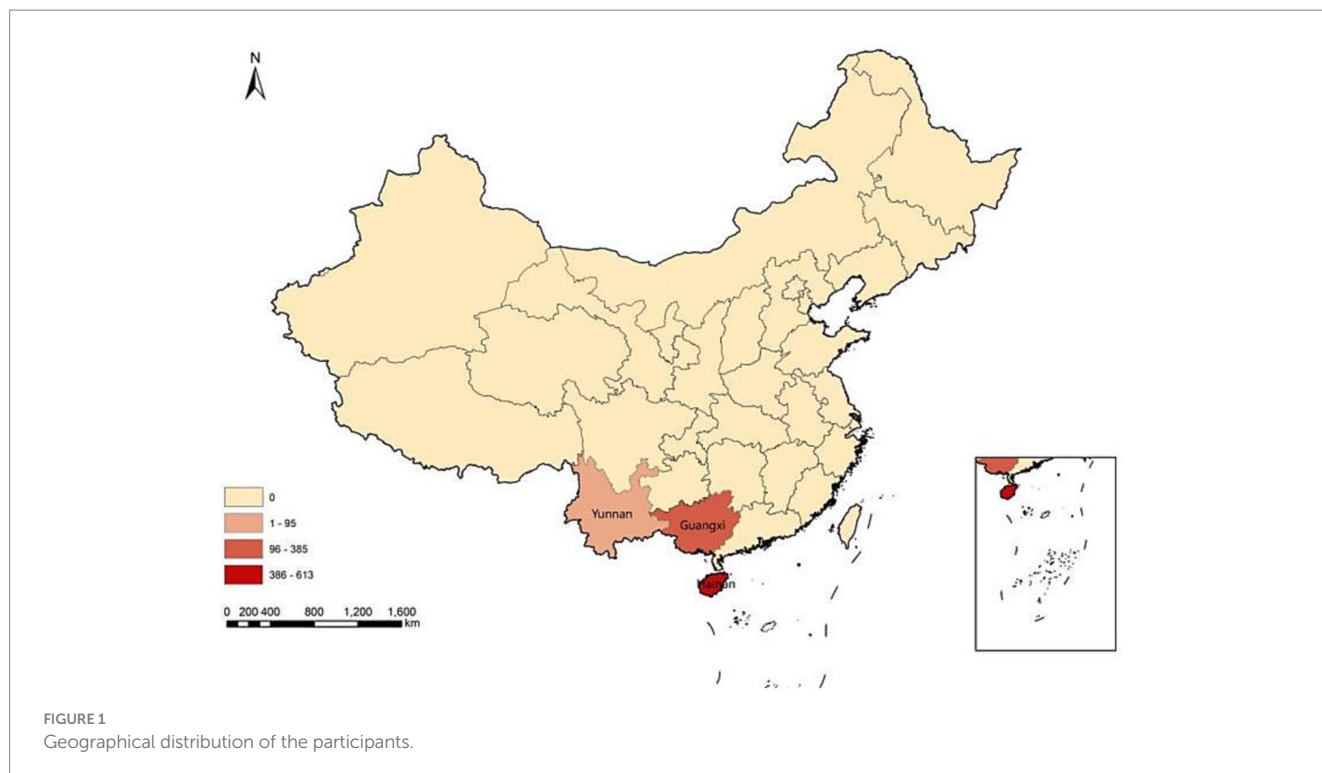 N
Yunnan
Guangxi
Hainan
0
1 - 95
96 - 385
386 - 613
0 200 400 800 1,200 1,600
km
FIGURE 1
Geographical distribution of the participants.